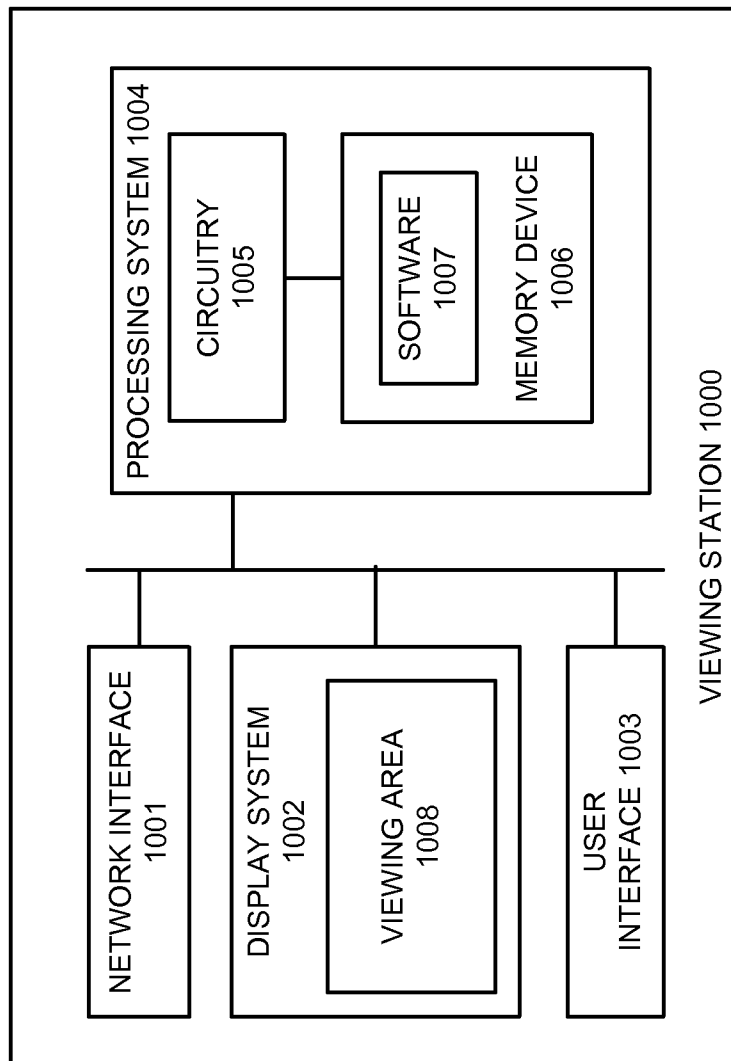 NETWORK INTERFACE
1001
DISPLAY SYSTEM
1002
VIEWING AREA
1008
USER
INTERFACE 1003
PROCESSING SYSTEM 1004
CIRCUITRY
1005
SOFTWARE
1007
MEMORY DEVICE
1006
VIEWING STATION 1000